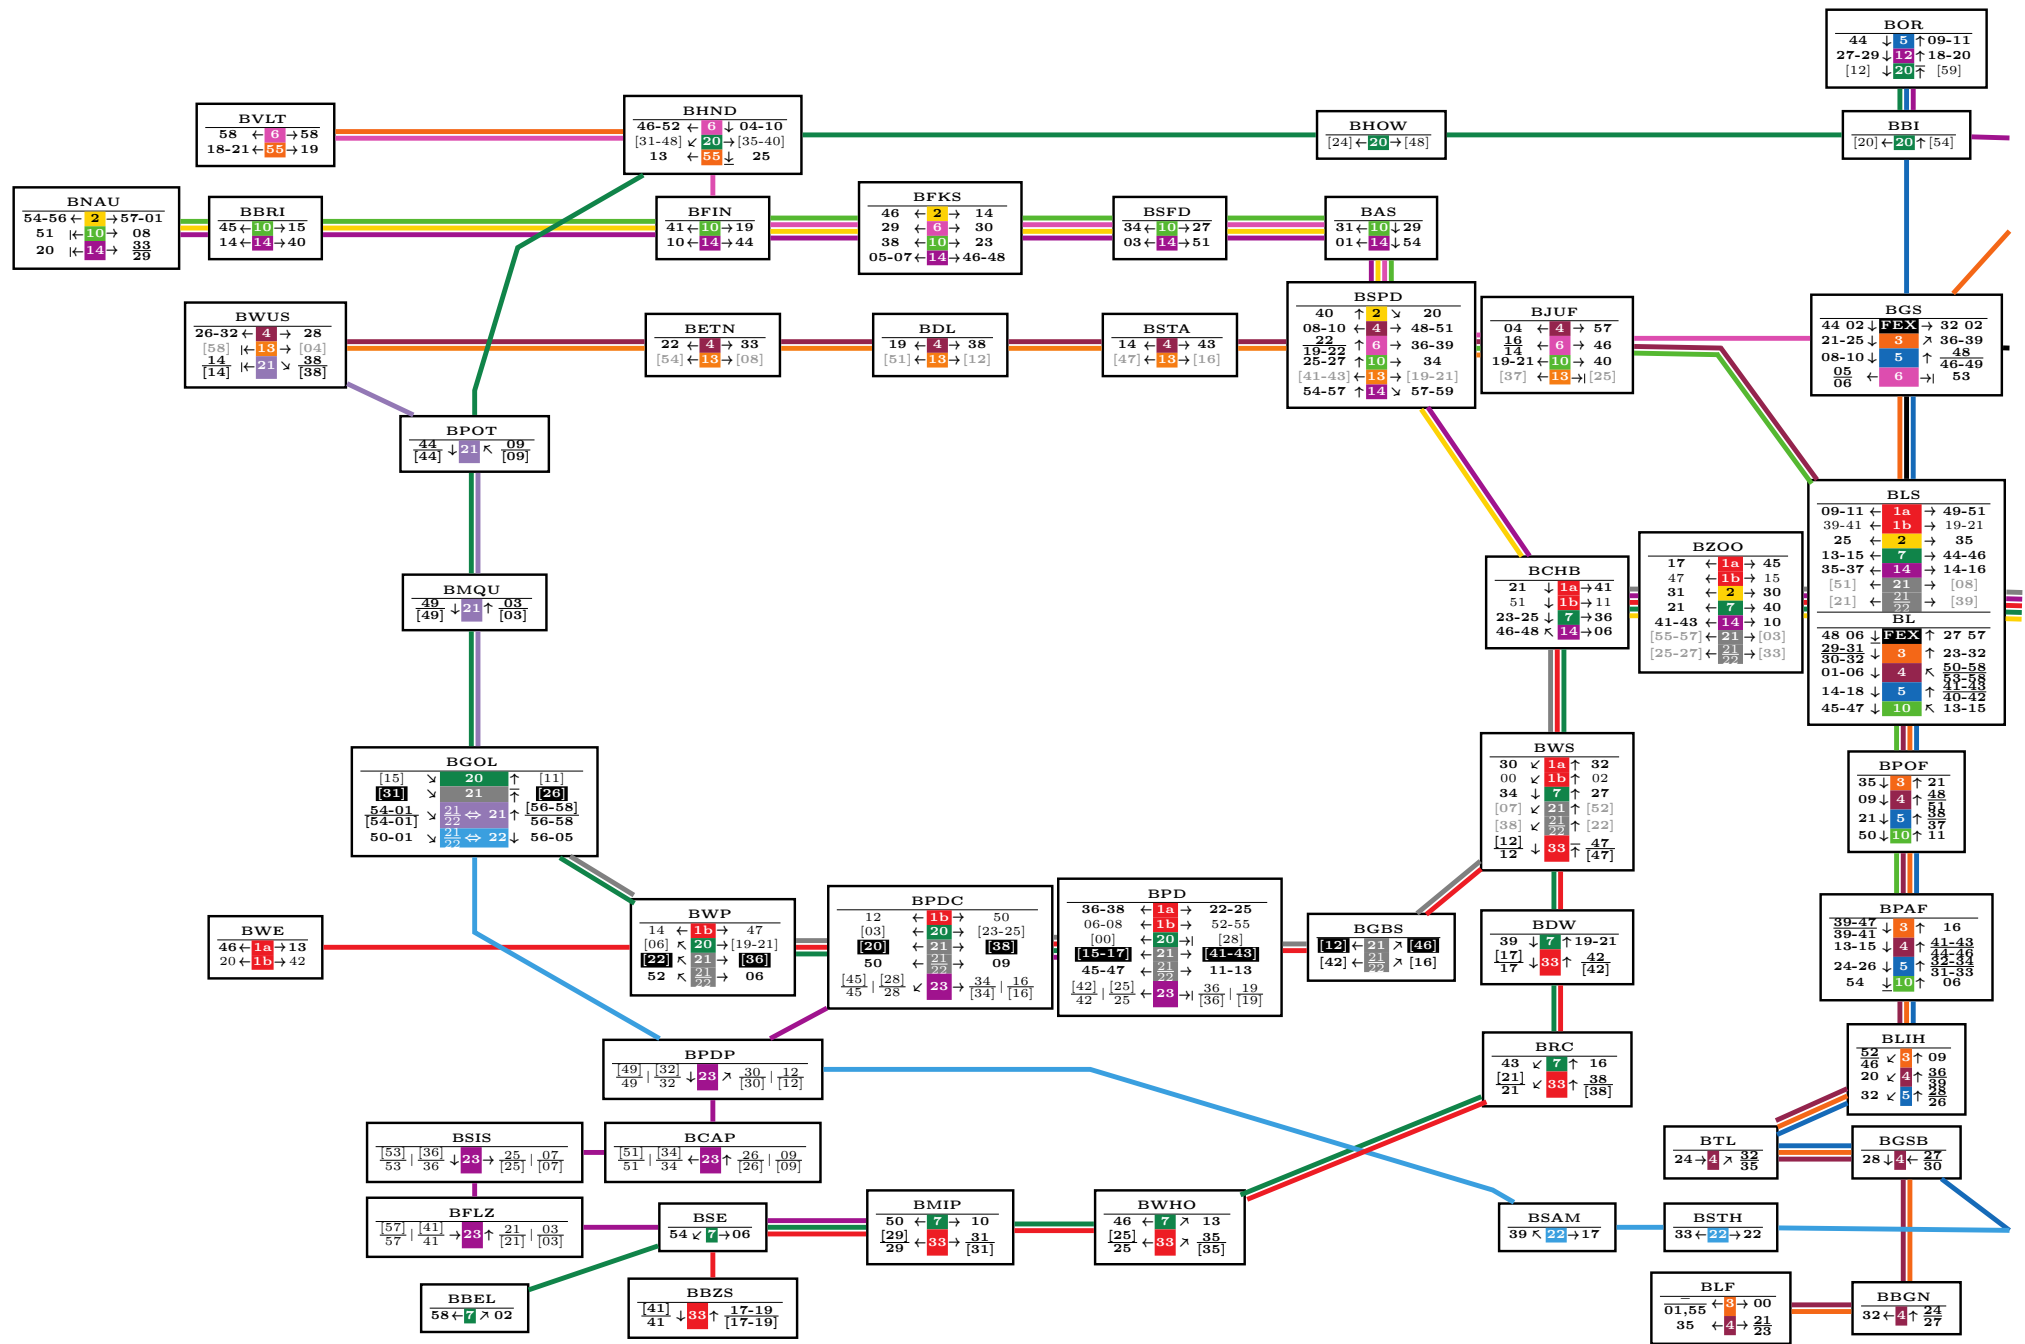 BOR
44 ↓ 5 ↑ 09-11
27-29 ↓ 12 ↑ 18-20
[12] ↓ 20 ↑ [59]
BVLT
58 ← 6 → 58
18-21 ← 55 → 19
BHND
46-52 ← 6 ↓ 04-10
[31-48] ↙ 20 → [35-40]
13 ← 55 ↓ 25
BHOW
[24] ← 20 → [48]
BBI
[20] ← 20 ↑ [54]
BNAU
54-56 ← 2 → 57-01
51 |← 10 → 08
20 |← 14 → 33/29
BBRI
45 ← 10 → 15
14 ← 14 → 40
BFIN
41 ← 10 → 19
10 ← 14 → 44
BFKS
46 ← 2 → 14
29 ← 6 → 30
38 ← 10 → 23
05-07 ← 14 → 46-48
BSFD
34 ← 10 → 27
03 ← 14 → 51
BAS
31 ← 10 ↓ 29
01 ← 14 ↓ 54
BWUS
26-32 ← 4 → 28
[58] |← 13 → [04]
14/[14] |← 21 ↘ 38/[38]
BETN
22 ← 4 → 33
[54] ← 13 → [08]
BDL
19 ← 4 → 38
[51] ← 13 → [12]
BSTA
14 ← 4 → 43
[47] ← 13 → [16]
BSPD
40 ↑ 2 ↘ 20
08-10 ← 4 → 48-51
22/19-22 ↑ 6 → 36-39
25-27 ↑ 10 → 34
[41-43] ← 13 → [19-21]
54-57 ↑ 14 ↘ 57-59
BJUF
04 ← 4 → 57
16/14 ← 6 → 46
19-21 ← 10 → 40
[37] ← 13 →| [25]
BGS
44 02 ↓ FEX → 32 02
21-25 ↓ 3 ↗ 36-39
08-10 ↓ 5 ↑ 48/46-49
05/06 ← 6 →| 53
BPOT
44/[44] ↓ 21 ↖ 09/[09]
BLS
09-11 ← 1a → 49-51
39-41 ← 1b → 19-21
25 ← 2 → 35
13-15 ← 7 → 44-46
35-37 ← 14 → 14-16
[51] ← 21 → [08]
[21] ← 21/22 → [39]
BL
48 06 ↓ FEX ↑ 27 57
29-31/30-32 ↓ 3 ↑ 23-32
01-06 ↓ 4 ↖ 50-58/53-58
14-18 ↓ 5 ↑ 41-43/40-42
45-47 ↓ 10 ↖ 13-15
BZOO
17 ← 1a → 45
47 ← 1b → 15
31 ← 2 → 30
21 ← 7 → 40
41-43 ← 14 → 10
[55-57] ← 21 → [03]
[25-27] ← 21/22 → [33]
BCHB
21 ↓ 1a → 41
51 ↓ 1b → 11
23-25 ↓ 7 → 36
46-48 ↖ 14 → 06
BMQU
49/[49] ↓ 21 ↑ 03/[03]
BGOL
[15] ↘ 20 ↑ [11]
[31] ↘ 21 ↑ [26]
54-01/[54-01] ↘ 21/22 ⇔ 21 ↑ [56-58]/56-58
50-01 ↘ 21/22 ⇔ 22 ↓ 56-05
BWS
30 ↙ 1a ↑ 32
00 ↙ 1b ↑ 02
34 ↓ 7 ↑ 27
[07] ↙ 21 ↑ [52]
[38] ↙ 21/22 ↑ [22]
[12]/12 ↓ 33 ↑ 47/[47]
BPOF
35 ↓ 3 ↑ 21
09 ↓ 4 ↑ 48/51
21 ↓ 5 ↑ 38/37
50 ↓ 10 ↑ 11
BWE
46 ← 1a → 13
20 ← 1b → 42
BWP
14 ← 1b → 47
[06] ↖ 20 → [19-21]
[22] ↖ 21 → [36]
52 ↖ 21/22 → 06
BPDC
12 ← 1b → 50
[03] ← 20 → [23-25]
[20] ← 21 → [38]
50 ← 21/22 → 09
[45]/45 | [28]/28 ↙ 23 → 34/[34] | 16/[16]
BPD
36-38 ← 1a → 22-25
06-08 ← 1b → 52-55
[00] ← 20 →| [28]
[15-17] ← 21 → [41-43]
45-47 ← 21/22 → 11-13
[42]/42 | [25]/25 ← 23 →| 36/[36] | 19/[19]
BGBS
[12] ← 21 ↗ [46]
[42] ← 21/22 ↗ [16]
BDW
39 ↓ 7 ↑ 19-21
[17]/17 ↓ 33 ↑ 42/[42]
BPAF
39-47/39-41 ↓ 3 ↑ 16
13-15 ↓ 4 ↑ 41-43/44-46
24-26 ↓ 5 ↑ 32-34/31-33
54 ↓ 10 ↑ 06
BPDP
[49]/49 | [32]/32 ↓ 23 ↗ 30/[30] | 12/[12]
BRC
43 ↙ 7 ↑ 16
[21]/21 ↙ 33 ↑ 38/[38]
BLIH
52/46 ↙ 3 ↑ 09
20 ↙ 4 ↑ 36/39
32 ↙ 5 ↑ 28/26
BSIS
[53]/53 | [36]/36 ↓ 23 → 25/[25] | 07/[07]
BCAP
[51]/51 | [34]/34 ← 23 ↑ 26/[26] | 09/[09]
BTL
24 → 4 ↗ 32/35
BGSB
28 ↓ 4 ← 27/30
BFLZ
[57]/57 | [41]/41 → 23 ↑ 21/[21] | 03/[03]
BSE
54 ↙ 7 → 06
BMIP
50 ← 7 → 10
[29]/29 ← 33 → 31/[31]
BWHO
46 ← 7 ↗ 13
[25]/25 ← 33 ↗ 35/[35]
BSAM
39 ↖ 22 → 17
BSTH
33 ← 22 → 22
BBEL
58 ← 7 ↗ 02
BBZS
[41]/41 ↓ 33 ↑ 17-19/[17-19]
BLF
–/01,55 ← 3 → 00
35 ← 4 → 21/23
BBGN
32 ← 4 ↑ 24/27